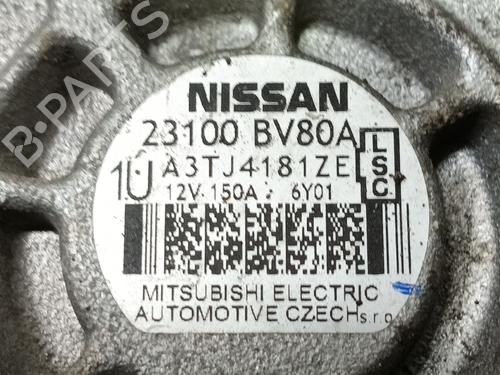 B-PARTS
NISSAN
23100 BV80A
1U A3TJ4181ZE
LSC
12V 150A 6Y01
MITSUBISHI ELECTRIC
AUTOMOTIVE CZECH s.r.o